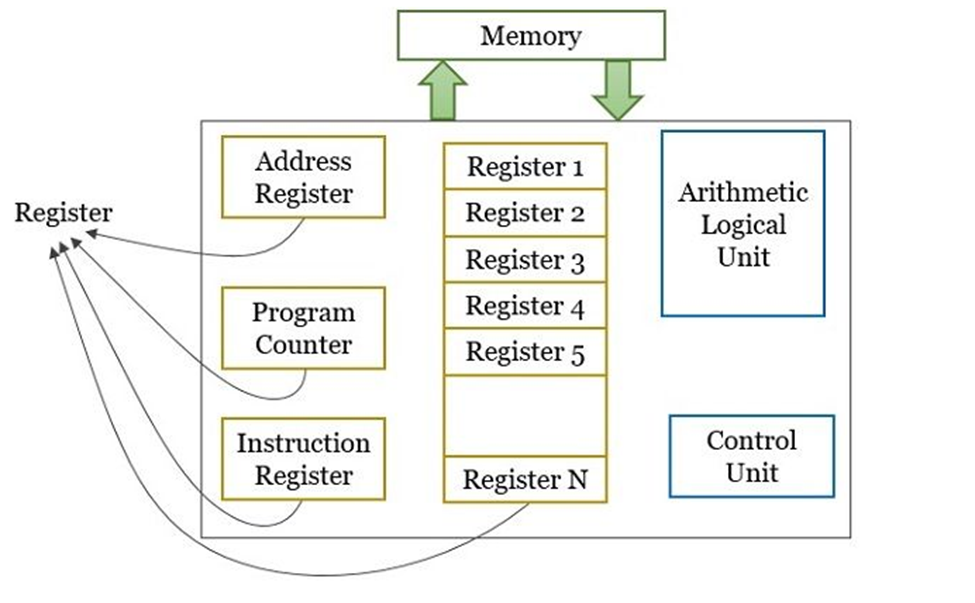 Memory
Address
Register
Register 1
Register 2
Register 3
Register 4
Register 5
Register N
Arithmetic
Logical
Unit
Register
Program
Counter
Instruction
Register
Control
Unit